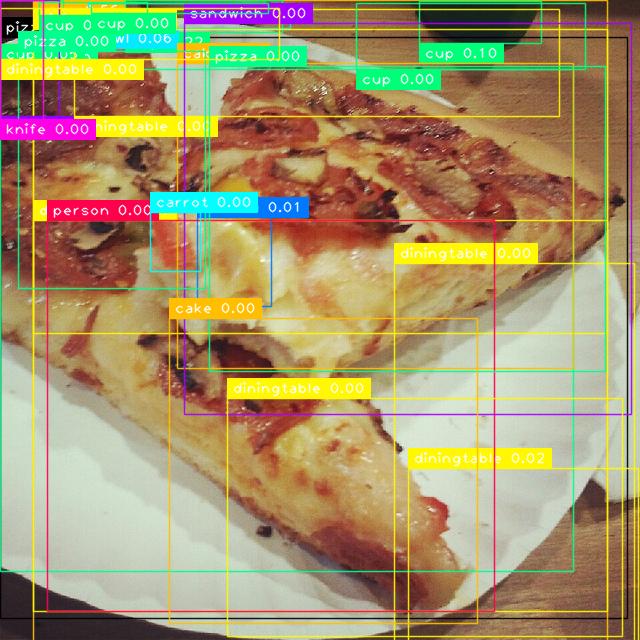 sandwich 0.00
cup 0.00
pizza 0.00
cup 0.10
pizza 0.00
diningtable 0.00
cup 0.00
knife 0.00
carrot 0.00
person 0.00
0.01
diningtable 0.00
cake 0.00
diningtable 0.00
diningtable 0.02